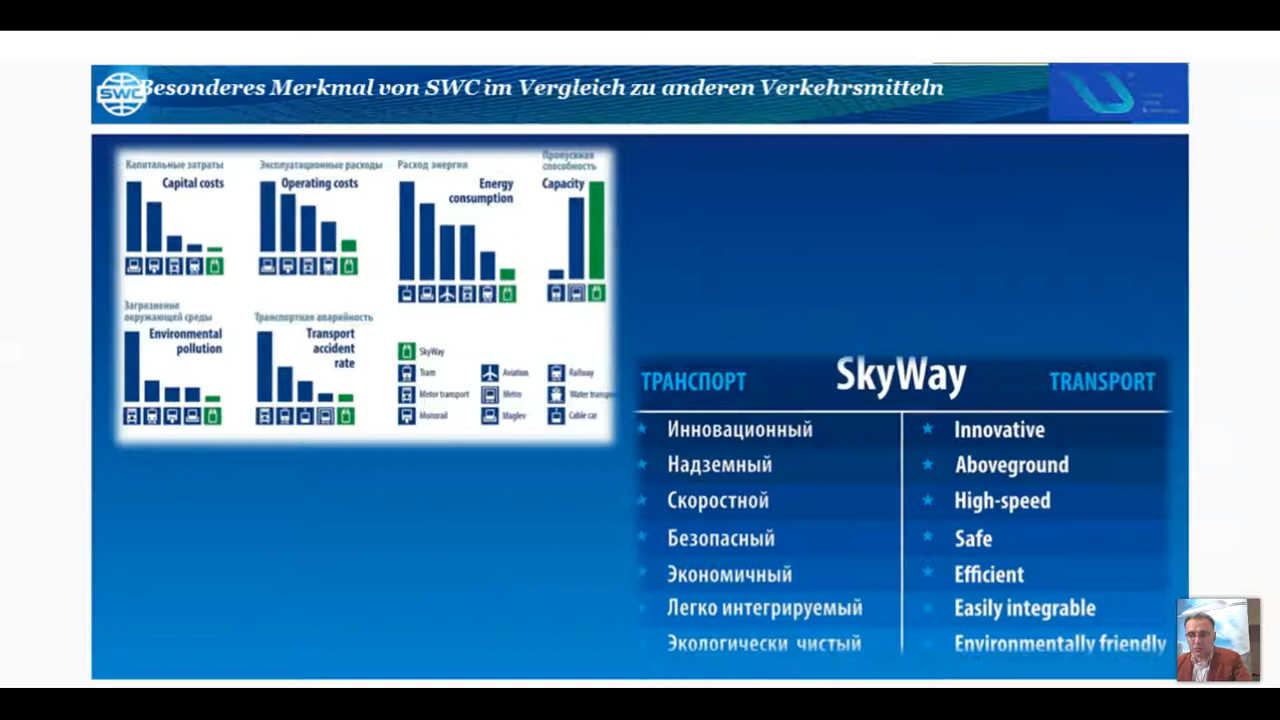 SWC
Besonderes Merkmal von SWC im Vergleich zu anderen Verkehrsmitteln
Капитальные затраты
Capital costs
Эксплуатационные расходы
Operating costs
Расход энергии
Energy
consumption
Пропускная
способность
Capacity
Загрязнение
окружающей среды
Environmental
pollution
Транспортная аварийность
Transport
accident
rate
SkyWay
Tram
Aviation
Railway
Motor transport
Metro
Water transport
Monorail
Maglev
Cable car
ТРАНСПОРТ
SkyWay
TRANSPORT
Инновационный
Innovative
Надземный
Aboveground
Скоростной
High-speed
Безопасный
Safe
Экономичный
Efficient
Легко интегрируемый
Easily integrable
Экологически чистый
Environmentally friendly